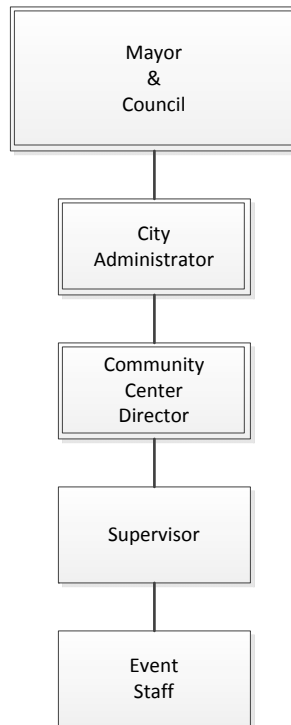 Mayor
&
Council
City
Administrator
Community
Center
Director
Supervisor
Event
Staff